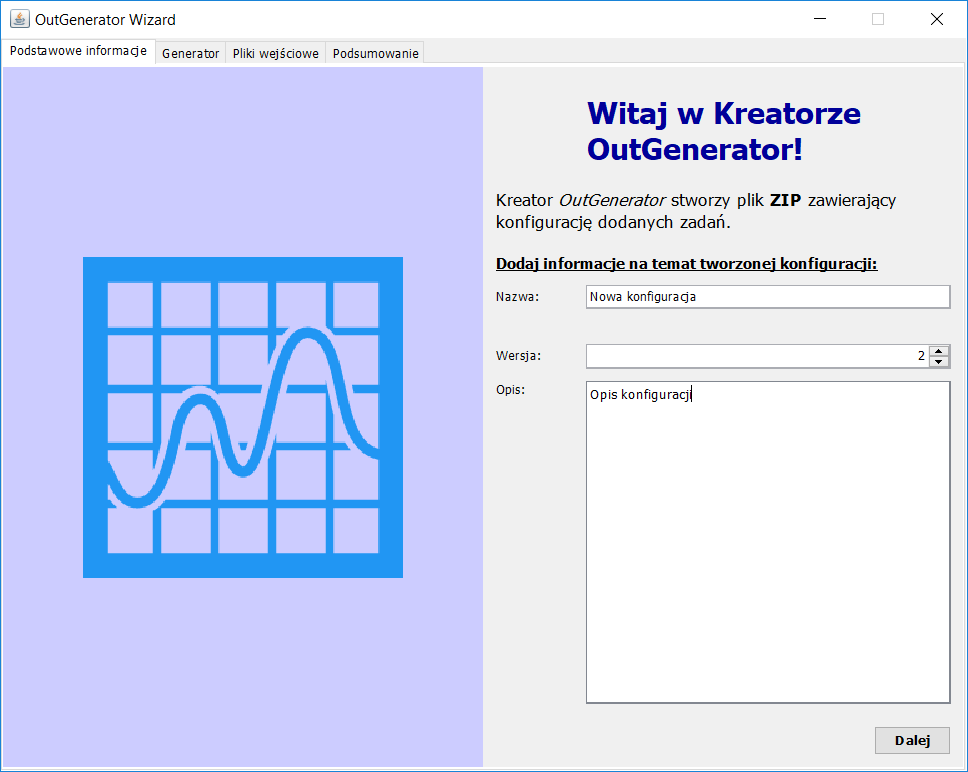 OutGenerator Wizard
Podstawowe informacje
Generator
Pliki wejściowe
Podsumowanie
Witaj w Kreatorze
OutGenerator!
Kreator OutGenerator stworzy plik ZIP zawierający
konfigurację dodanych zadań.
Dodaj informacje na temat tworzonej konfiguracji:
Nazwa: Nowa konfiguracja
Wersja: 2
Opis: Opis konfiguracji
Dalej